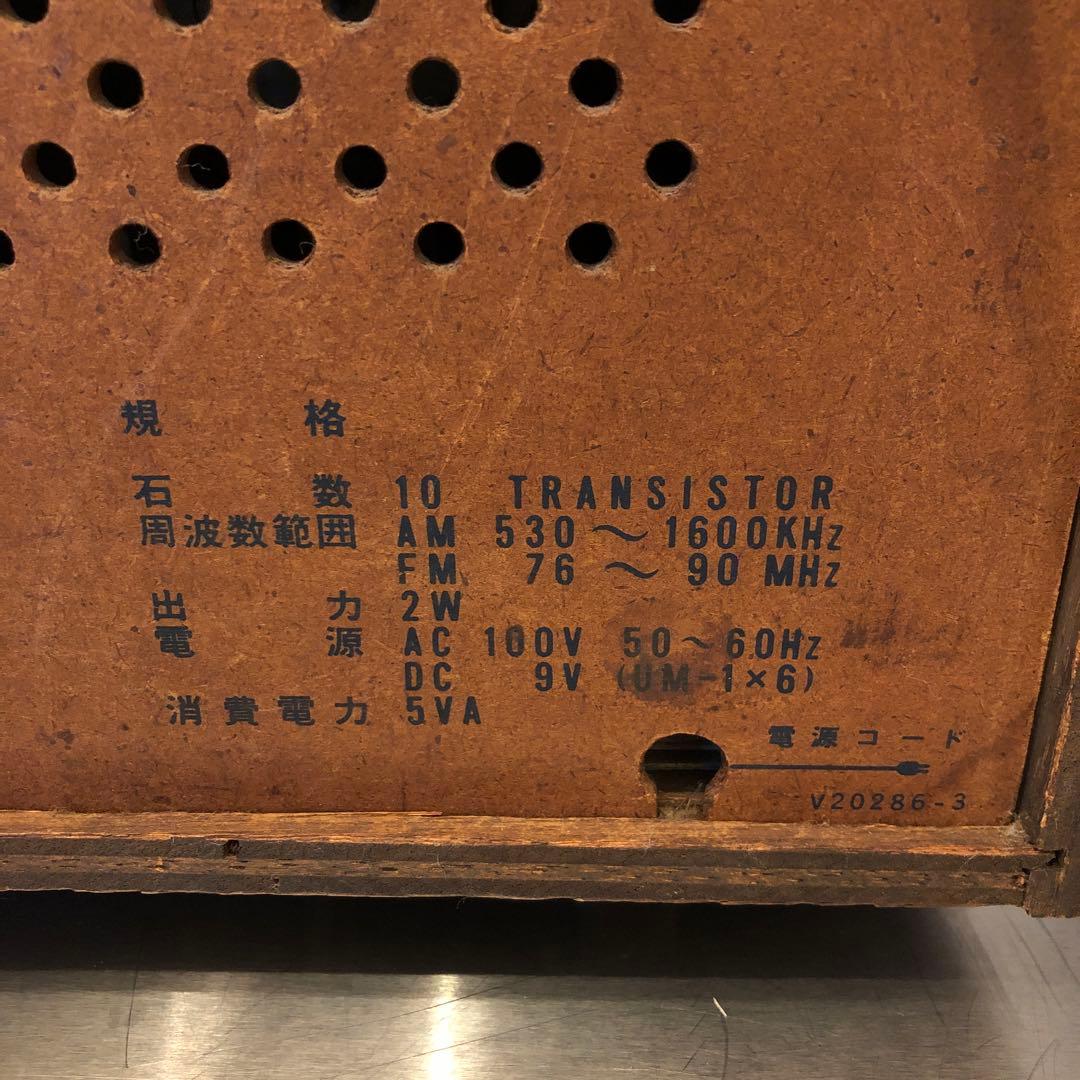 規格
石数 10 TRANSISTOR
周波数範囲 AM 530～1600KHz
FM 76～90MHz
出力 2W
電源 AC 100V 50～60Hz
DC 9V (UM-1×6)
消費電力 5VA
電源コード
V20286-3